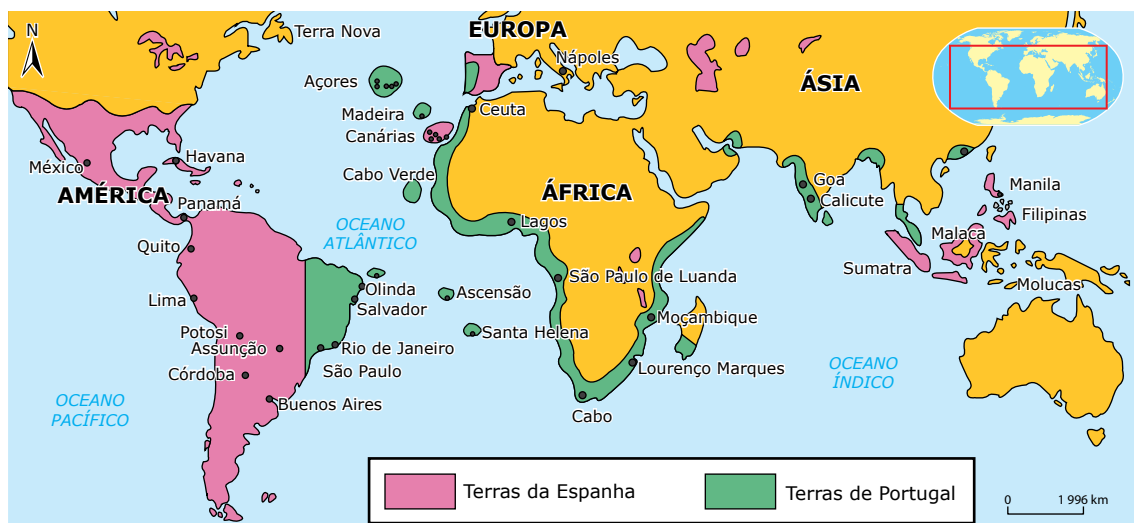 N
EUROPA
Terra Nova
Nápoles
Açores
ÁSIA
Madeira
Ceuta
Canárias
México
Havana
Cabo Verde
AMÉRICA
ÁFRICA
Goa
Manila
Panamá
Calicute
Filipinas
OCEANO
ATLÂNTICO
Lagos
Malaca
Quito
Sumatra
São Paulo de Luanda
Molucas
Olinda
Ascensão
Lima
Salvador
Moçambique
Potosi
Santa Helena
Assunção
Rio de Janeiro
Lourenço Marques
OCEANO
ÍNDICO
Córdoba
São Paulo
OCEANO
PACÍFICO
Buenos Aires
Cabo
Terras da Espanha
Terras de Portugal
0 1 996 km